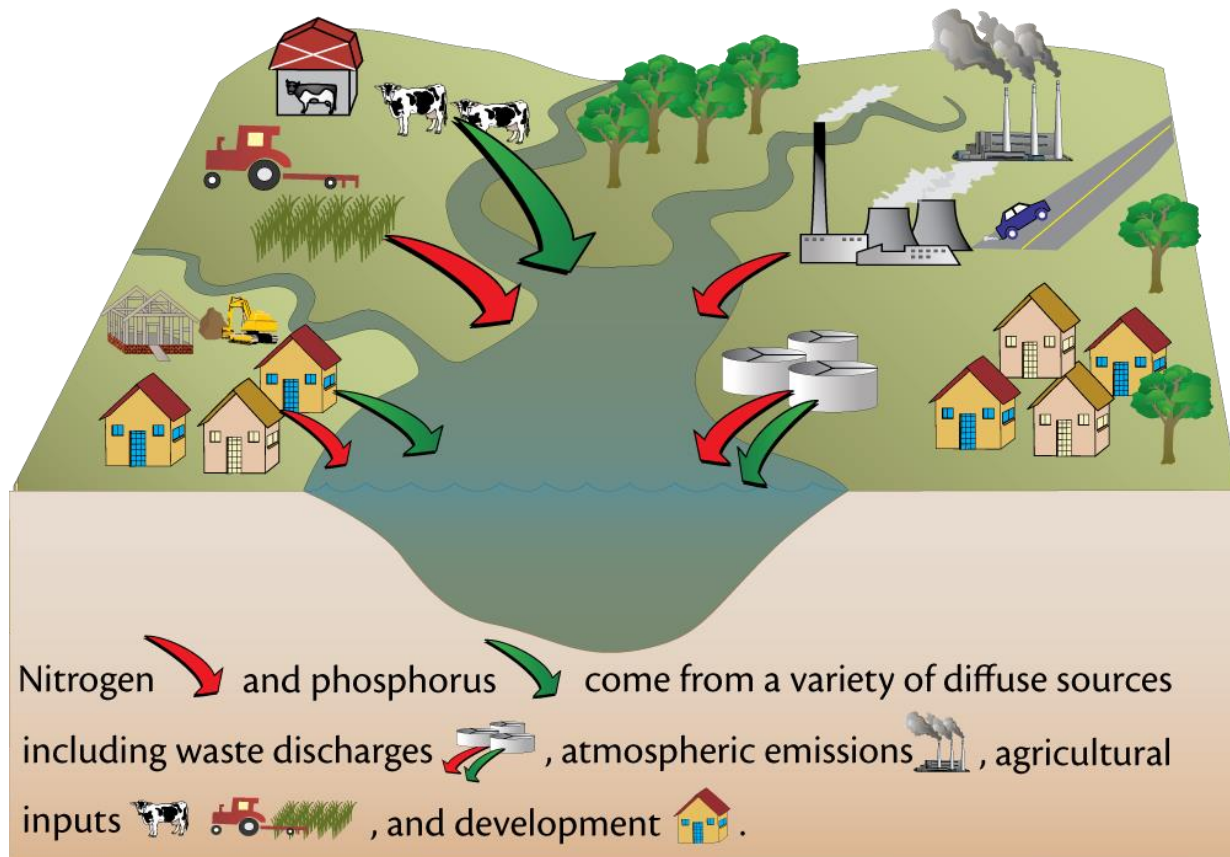 Nitrogen and phosphorus come from a variety of diffuse sources
including waste discharges , atmospheric emissions , agricultural
inputs , and development .